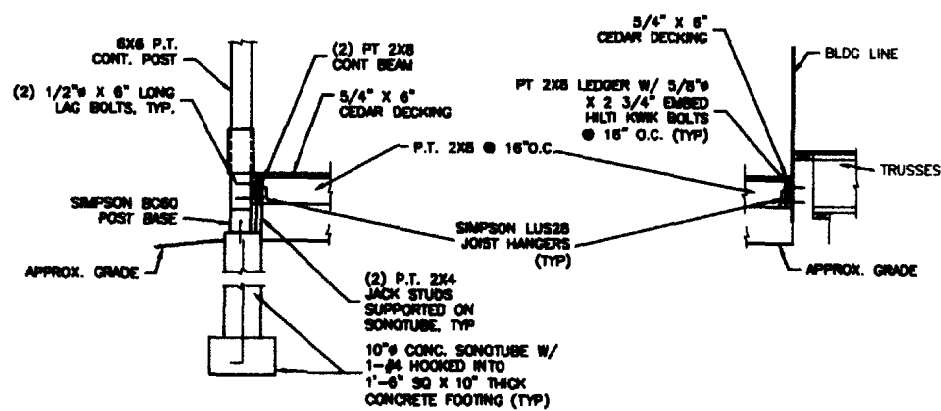 6X6 P.T.
CONT. POST
(2) 1/2"ø X 6" LONG
LAG BOLTS, TYP.
SIMPSON BC60
POST BASE
APPROX. GRADE
(2) PT 2X8
CONT BEAM
5/4" X 6"
CEDAR DECKING
P.T. 2X8 @ 16"O.C.
SIMPSON LUS28
JOIST HANGERS
(TYP)
(2) P.T. 2X4
JACK STUDS
SUPPORTED ON
SONOTUBE, TYP
10"ø CONC. SONOTUBE W/
1-#4 HOOKED INTO
1'-6" SQ X 10" THICK
CONCRETE FOOTING (TYP)
5/4" X 6"
CEDAR DECKING
PT 2X8 LEDGER W/ 5/8"ø
X 2 3/4" EMBED
HILTI KWIK BOLTS
@ 16" O.C. (TYP)
BLDG LINE
TRUSSES
APPROX. GRADE